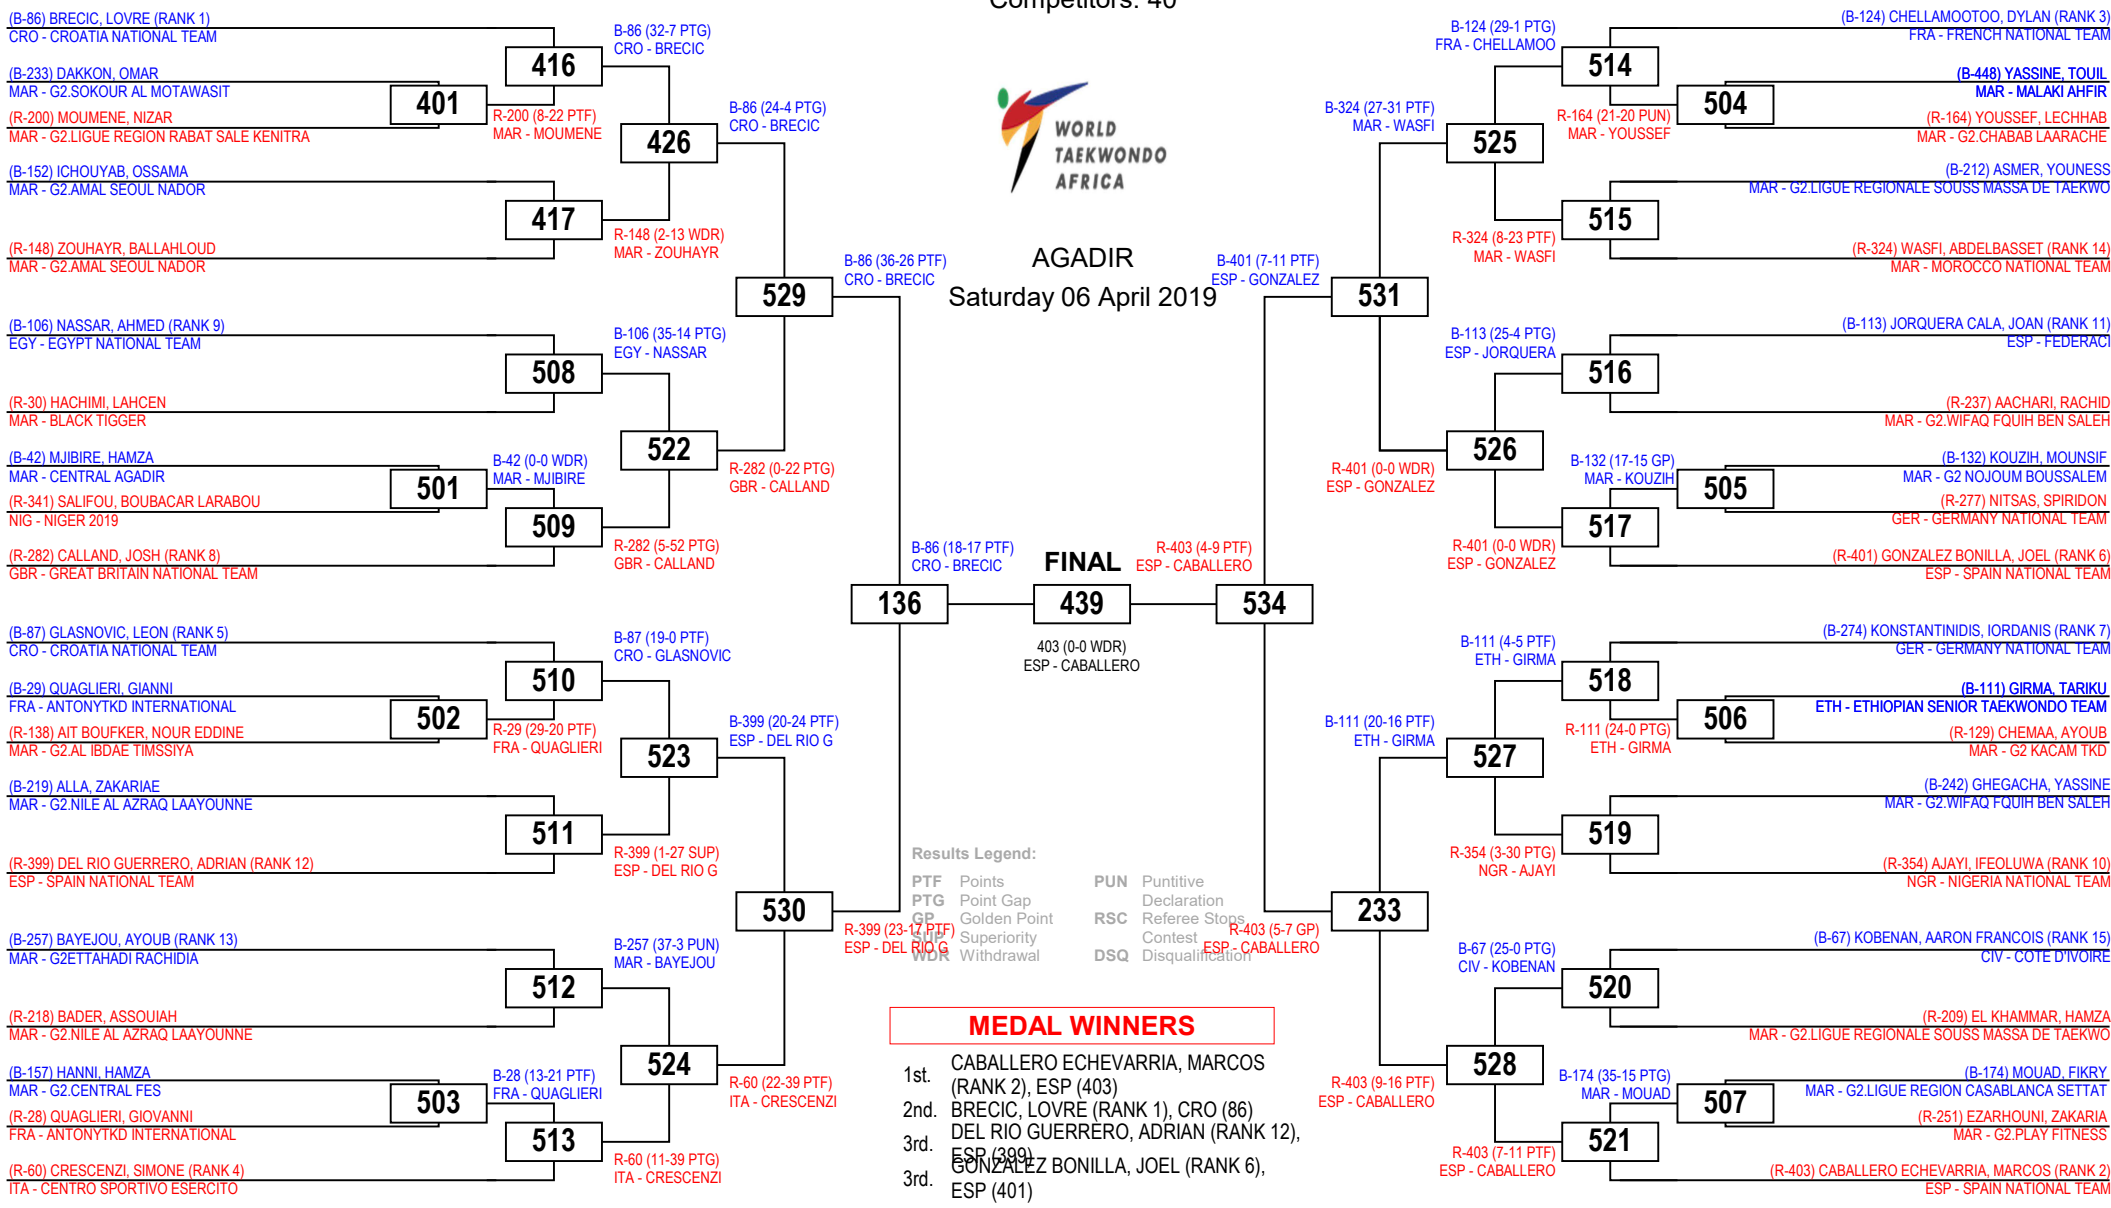 Competitors: 40
(B-86) BRECIC, LOVRE (RANK 1)
CRO - CROATIA NATIONAL TEAM
(B-233) DAKKON, OMAR
MAR - G2.SOKOUR AL MOTAWASIT
(R-200) MOUMENE, NIZAR
MAR - G2.LIGUE REGION RABAT SALE KENITRA
(B-152) ICHOUYAB, OSSAMA
MAR - G2.AMAL SEOUL NADOR
(R-148) ZOUHAYR, BALLAHLOUD
MAR - G2.AMAL SEOUL NADOR
(B-106) NASSAR, AHMED (RANK 9)
EGY - EGYPT NATIONAL TEAM
(R-30) HACHIMI, LAHCEN
MAR - BLACK TIGGER
(B-42) MJIBIRE, HAMZA
MAR - CENTRAL AGADIR
(R-341) SALIFOU, BOUBACAR LARABOU
NIG - NIGER 2019
(R-282) CALLAND, JOSH (RANK 8)
GBR - GREAT BRITAIN NATIONAL TEAM
(B-87) GLASNOVIC, LEON (RANK 5)
CRO - CROATIA NATIONAL TEAM
(B-29) QUAGLIERI, GIANNI
FRA - ANTONYTKD INTERNATIONAL
(R-138) AIT BOUFKER, NOUR EDDINE
MAR - G2.AL IBDAE TIMSSIYA
(B-219) ALLA, ZAKARIAE
MAR - G2.NILE AL AZRAQ LAAYOUNNE
(R-399) DEL RIO GUERRERO, ADRIAN (RANK 12)
ESP - SPAIN NATIONAL TEAM
(B-257) BAYEJOU, AYOUB (RANK 13)
MAR - G2ETTAHADI RACHIDIA
(R-218) BADER, ASSOUIAH
MAR - G2.NILE AL AZRAQ LAAYOUNNE
(B-157) HANNI, HAMZA
MAR - G2.CENTRAL FES
(R-28) QUAGLIERI, GIOVANNI
FRA - ANTONYTKD INTERNATIONAL
(R-60) CRESCENZI, SIMONE (RANK 4)
ITA - CENTRO SPORTIVO ESERCITO
401
501
502
503
R-200 (8-22 PTF)
MAR - MOUMENE
B-42 (0-0 WDR)
MAR - MJIBIRE
R-29 (29-20 PTF)
FRA - QUAGLIERI
B-28 (13-21 PTF)
FRA - QUAGLIERI
416
417
508
509
510
511
512
513
B-86 (32-7 PTG)
CRO - BRECIC
R-148 (2-13 WDR)
MAR - ZOUHAYR
B-106 (35-14 PTG)
EGY - NASSAR
R-282 (5-52 PTG)
GBR - CALLAND
B-87 (19-0 PTF)
CRO - GLASNOVIC
R-399 (1-27 SUP)
ESP - DEL RIO G
B-257 (37-3 PUN)
MAR - BAYEJOU
R-60 (11-39 PTG)
ITA - CRESCENZI
426
522
523
524
B-86 (24-4 PTG)
CRO - BRECIC
R-282 (0-22 PTG)
GBR - CALLAND
B-399 (20-24 PTF)
ESP - DEL RIO G
R-60 (22-39 PTF)
ITA - CRESCENZI
529
530
B-86 (36-26 PTF)
CRO - BRECIC
R-399 (23-17 PTF)
ESP - DEL RIO G
136
B-86 (18-17 PTF)
CRO - BRECIC
WORLD
TAEKWONDO
AFRICA
AGADIR
Saturday 06 April 2019
FINAL
439
403 (0-0 WDR)
ESP - CABALLERO
R-403 (4-9 PTF)
ESP - CABALLERO
534
B-401 (7-11 PTF)
ESP - GONZALEZ
R-403 (5-7 GP)
ESP - CABALLERO
531
233
B-324 (27-31 PTF)
MAR - WASFI
R-401 (0-0 WDR)
ESP - GONZALEZ
B-111 (20-16 PTF)
ETH - GIRMA
R-403 (9-16 PTF)
ESP - CABALLERO
525
526
527
528
B-124 (29-1 PTG)
FRA - CHELLAMOO
R-324 (8-23 PTF)
MAR - WASFI
B-113 (25-4 PTG)
ESP - JORQUERA
R-401 (0-0 WDR)
ESP - GONZALEZ
B-111 (4-5 PTF)
ETH - GIRMA
R-354 (3-30 PTG)
NGR - AJAYI
B-67 (25-0 PTG)
CIV - KOBENAN
R-403 (7-11 PTF)
ESP - CABALLERO
514
515
516
517
518
519
520
521
R-164 (21-20 PUN)
MAR - YOUSSEF
B-132 (17-15 GP)
MAR - KOUZIH
R-111 (24-0 PTG)
ETH - GIRMA
B-174 (35-15 PTG)
MAR - MOUAD
504
505
506
507
(B-124) CHELLAMOOTOO, DYLAN (RANK 3)
FRA - FRENCH NATIONAL TEAM
(B-448) YASSINE, TOUIL
MAR - MALAKI AHFIR
(R-164) YOUSSEF, LECHHAB
MAR - G2.CHABAB LAARACHE
(B-212) ASMER, YOUNESS
MAR - G2.LIGUE REGIONALE SOUSS MASSA DE TAEKWO
(R-324) WASFI, ABDELBASSET (RANK 14)
MAR - MOROCCO NATIONAL TEAM
(B-113) JORQUERA CALA, JOAN (RANK 11)
ESP - FEDERACI
(R-237) AACHARI, RACHID
MAR - G2.WIFAQ FQUIH BEN SALEH
(B-132) KOUZIH, MOUNSIF
MAR - G2 NOJOUM BOUSSALEM
(R-277) NITSAS, SPIRIDON
GER - GERMANY NATIONAL TEAM
(R-401) GONZALEZ BONILLA, JOEL (RANK 6)
ESP - SPAIN NATIONAL TEAM
(B-274) KONSTANTINIDIS, IORDANIS (RANK 7)
GER - GERMANY NATIONAL TEAM
(B-111) GIRMA, TARIKU
ETH - ETHIOPIAN SENIOR TAEKWONDO TEAM
(R-129) CHEMAA, AYOUB
MAR - G2 KACAM TKD
(B-242) GHEGACHA, YASSINE
MAR - G2.WIFAQ FQUIH BEN SALEH
(R-354) AJAYI, IFEOLUWA (RANK 10)
NGR - NIGERIA NATIONAL TEAM
(B-67) KOBENAN, AARON FRANCOIS (RANK 15)
CIV - COTE D'IVOIRE
(R-209) EL KHAMMAR, HAMZA
MAR - G2.LIGUE REGIONALE SOUSS MASSA DE TAEKWO
(B-174) MOUAD, FIKRY
MAR - G2.LIGUE REGION CASABLANCA SETTAT
(R-251) EZARHOUNI, ZAKARIA
MAR - G2.PLAY FITNESS
(R-403) CABALLERO ECHEVARRIA, MARCOS (RANK 2)
ESP - SPAIN NATIONAL TEAM
Results Legend:
PTF Points
PTG Point Gap
GP Golden Point
SUP Superiority
WDR Withdrawal
PUN Puntitive
Declaration
RSC Referee Stops
Contest
DSQ Disqualification
MEDAL WINNERS
1st. CABALLERO ECHEVARRIA, MARCOS
(RANK 2), ESP (403)
2nd. BRECIC, LOVRE (RANK 1), CRO (86)
3rd. DEL RIO GUERRERO, ADRIAN (RANK 12),
ESP (399)
3rd. GONZALEZ BONILLA, JOEL (RANK 6),
ESP (401)